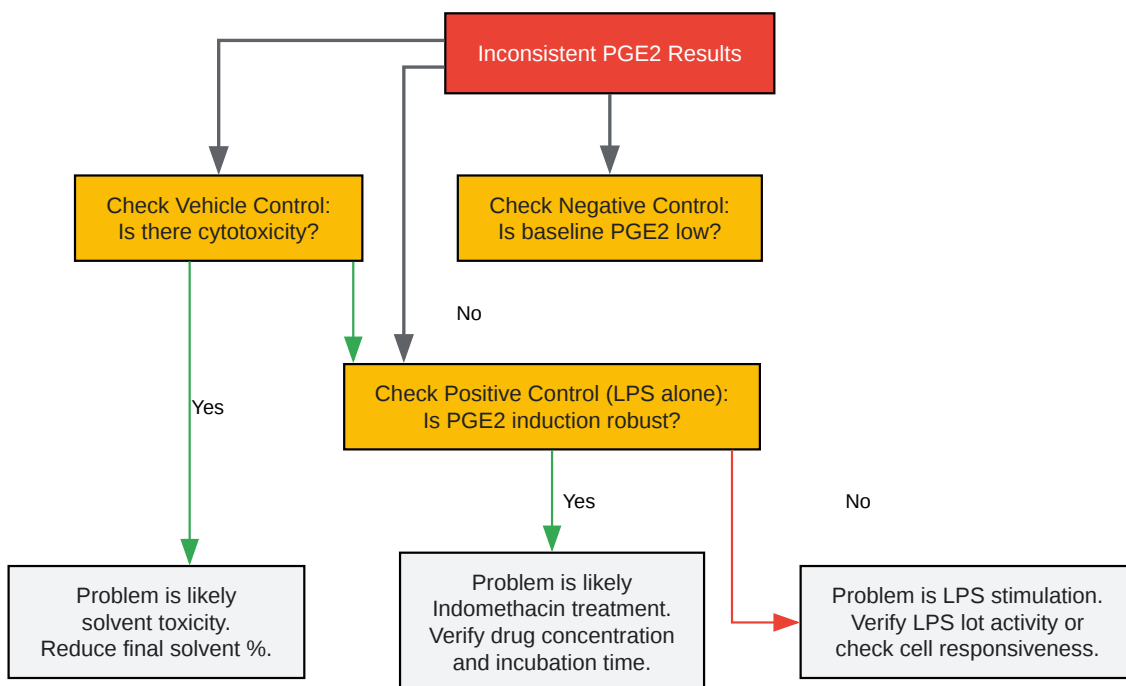 Inconsistent PGE2 Results
Check Vehicle Control:
Is there cytotoxicity?
Check Negative Control:
Is baseline PGE2 low?
No
Check Positive Control (LPS alone):
Is PGE2 induction robust?
Yes
Yes
No
Problem is likely
solvent toxicity.
Reduce final solvent %.
Problem is likely
Indomethacin treatment.
Verify drug concentration
and incubation time.
Problem is LPS stimulation.
Verify LPS lot activity or
check cell responsiveness.